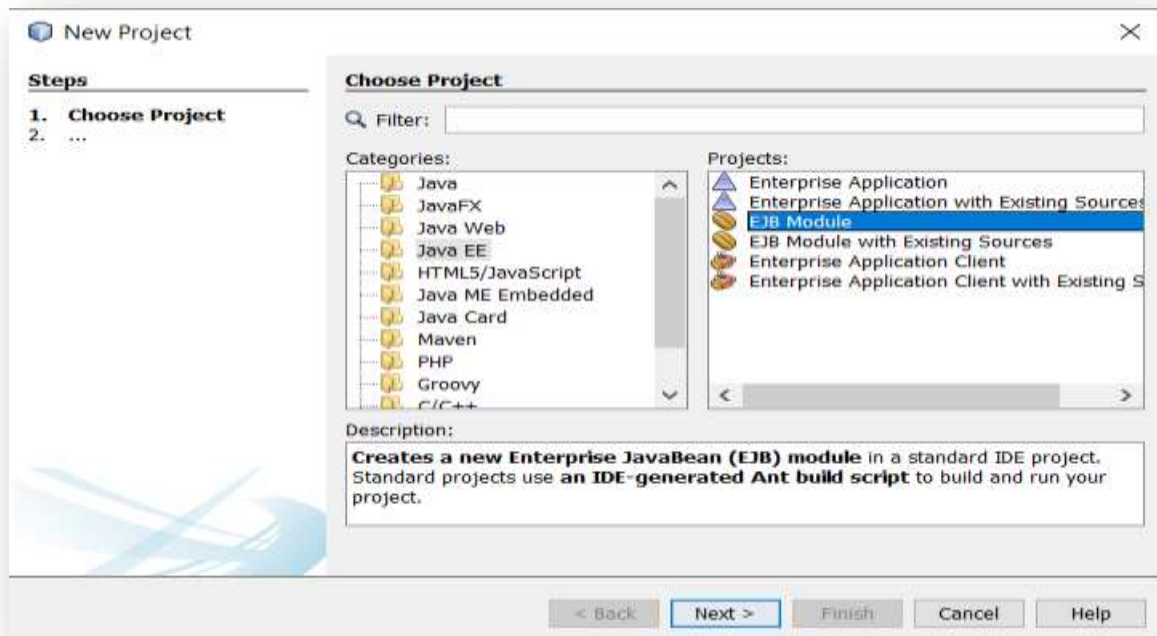 New Project
Steps
1. Choose Project
2. ...
Choose Project
Filter:
Categories:
Java
JavaFX
Java Web
Java EE
HTML5/JavaScript
Java ME Embedded
Java Card
Maven
PHP
Groovy
C/C++
Projects:
Enterprise Application
Enterprise Application with Existing Sources
EJB Module
EJB Module with Existing Sources
Enterprise Application Client
Enterprise Application Client with Existing S
Description:
Creates a new Enterprise JavaBean (EJB) module in a standard IDE project.
Standard projects use an IDE-generated Ant build script to build and run your
project.
< Back
Next >
Finish
Cancel
Help